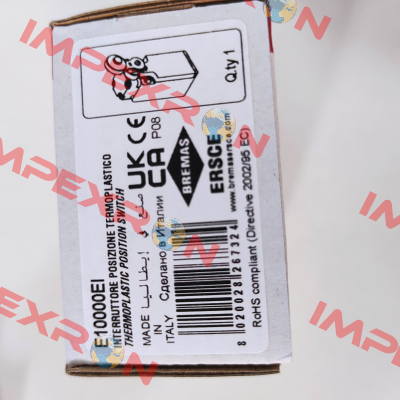 E10000EI
INTERRUTTORE POSIZIONE TERMOPLASTICO
THERMOPLASTIC POSITION SWITCH
MADE صنع في إيطاليا
IN
ITALY Сделано в Италии
UK CA CE P08
BREMAS
ERSCE
www.bremasersce.com
Q.ty 1
8 020028 267324
RoHS compliant (Directive 2002/95 EC)
IMPEXRON
IMPEXRON
IMPEXRON
IMPEXRON